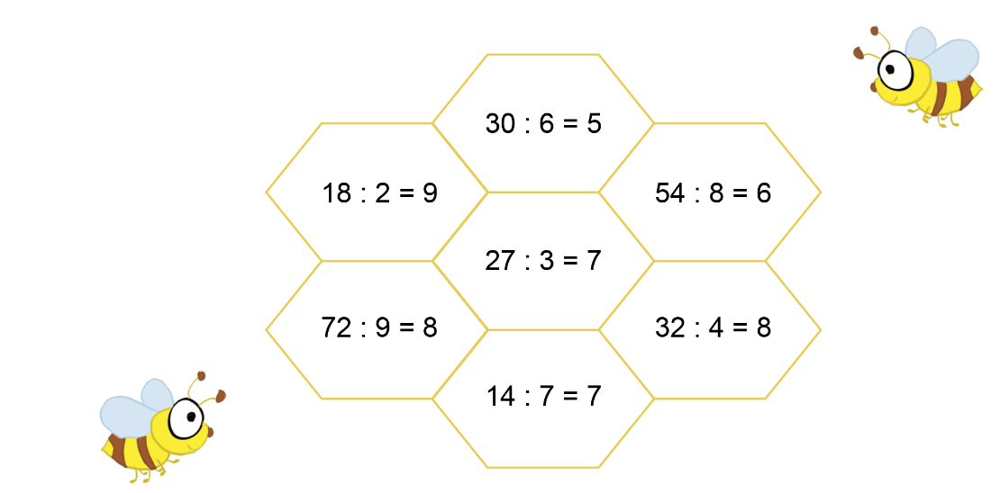 30 : 6 = 5
18 : 2 = 9
54 : 8 = 6
27 : 3 = 7
72 : 9 = 8
32 : 4 = 8
14 : 7 = 7